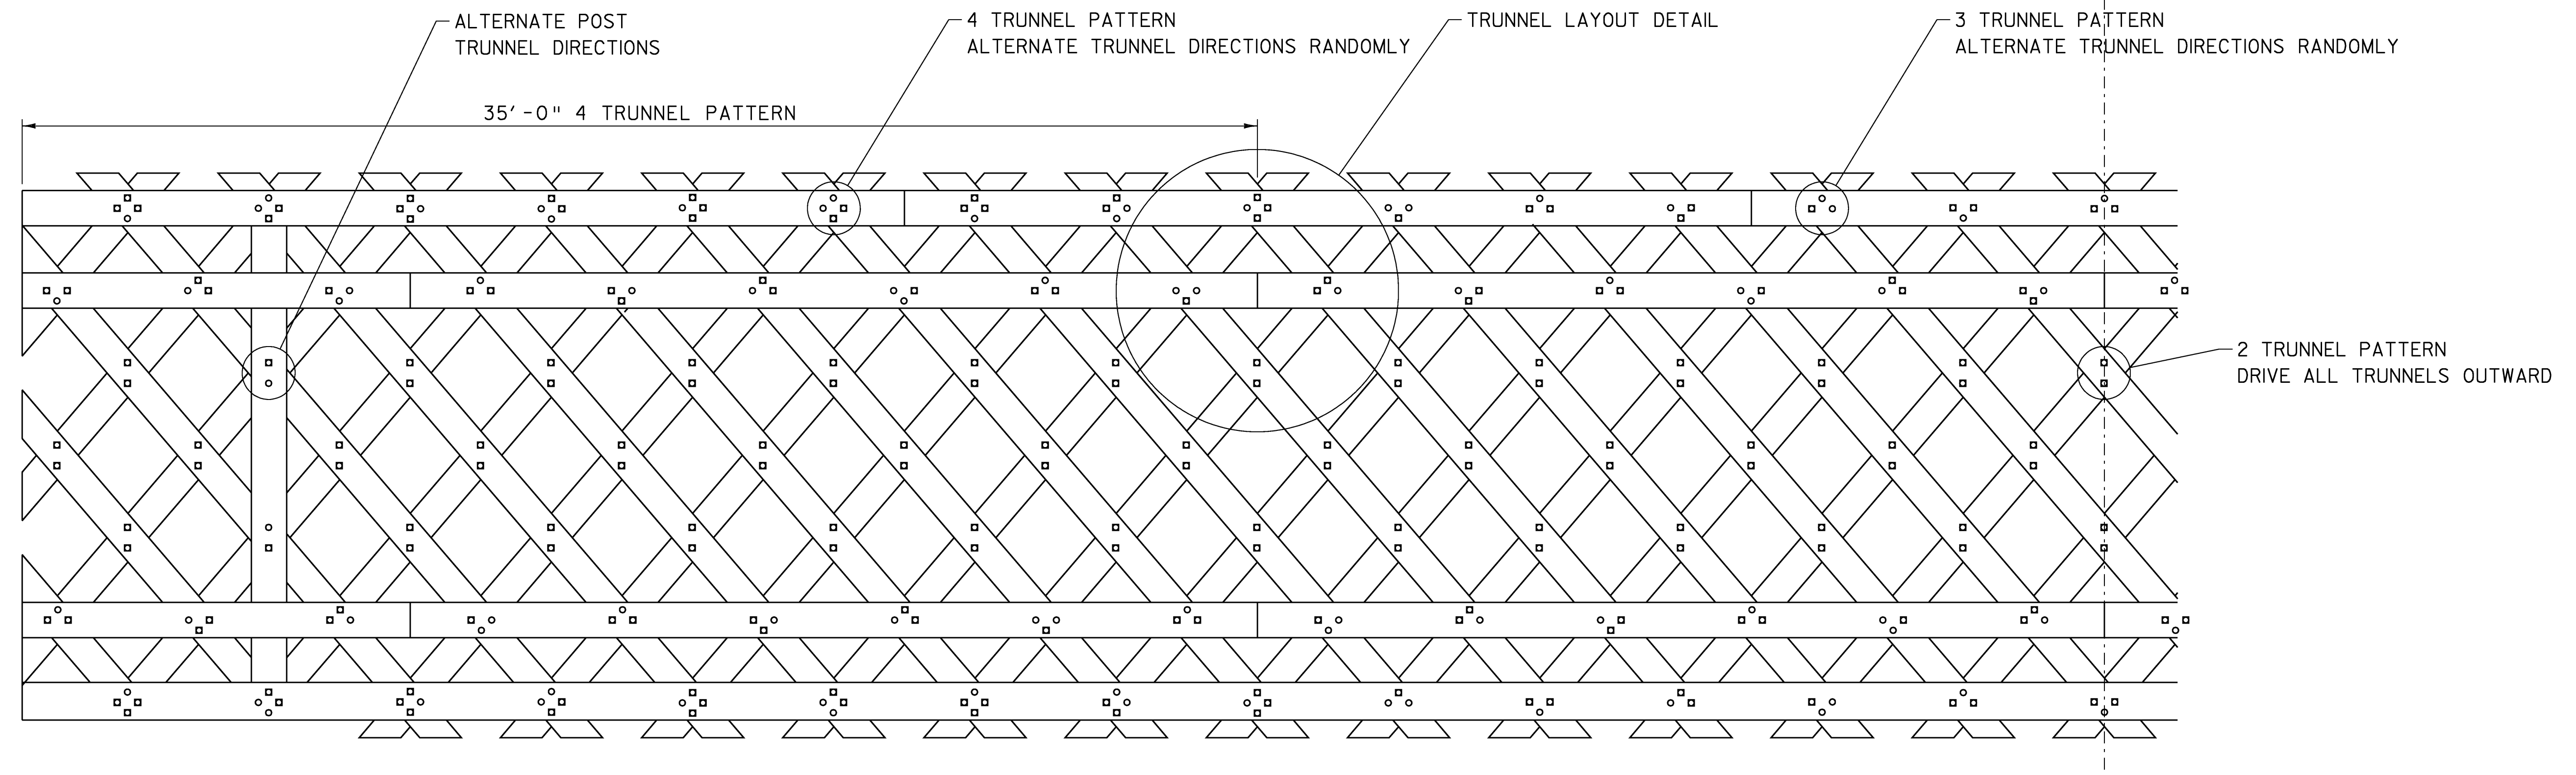 ALTERNATE POST
TRUNNEL DIRECTIONS
4 TRUNNEL PATTERN
ALTERNATE TRUNNEL DIRECTIONS RANDOMLY
TRUNNEL LAYOUT DETAIL
3 TRUNNEL PATTERN
ALTERNATE TRUNNEL DIRECTIONS RANDOMLY
35'-0" 4 TRUNNEL PATTERN
2 TRUNNEL PATTERN
DRIVE ALL TRUNNELS OUTWARD